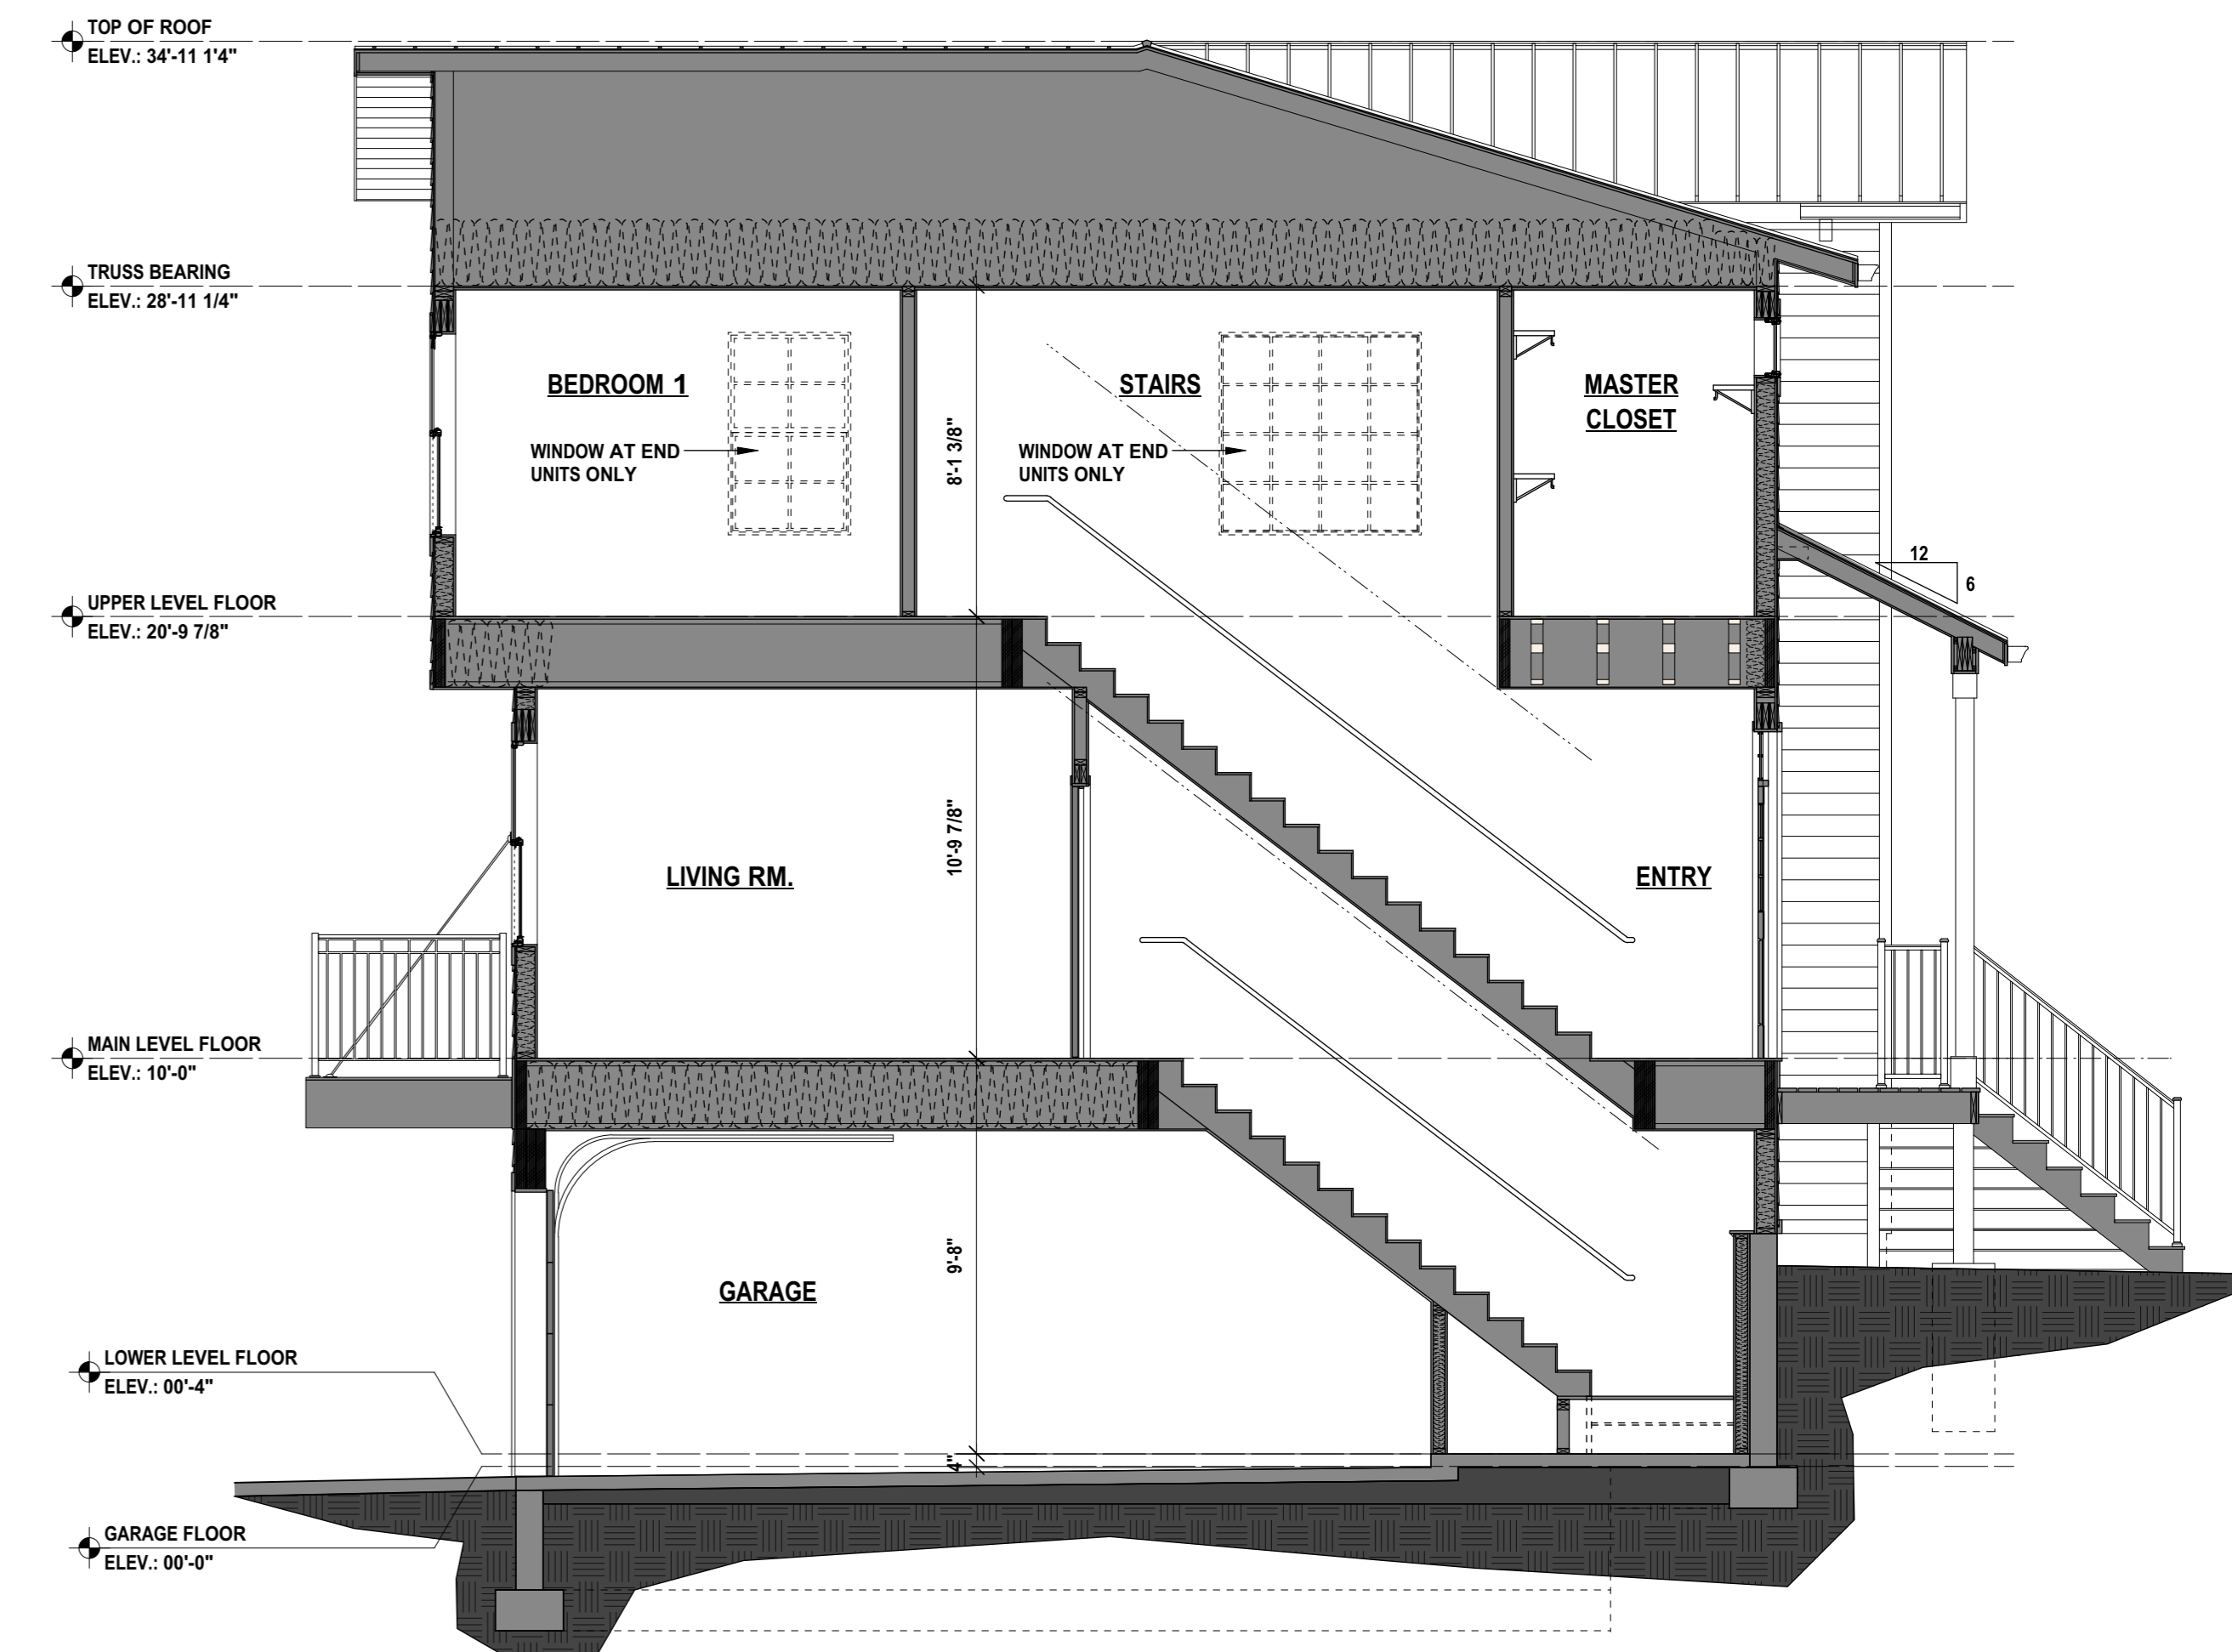 TOP OF ROOF
ELEV.: 34'-11 1'4"
TRUSS BEARING
ELEV.: 28'-11 1/4"
BEDROOM 1
STAIRS
MASTER
CLOSET
WINDOW AT END
UNITS ONLY
8'-1 3/8"
WINDOW AT END
UNITS ONLY
12
6
UPPER LEVEL FLOOR
ELEV.: 20'-9 7/8"
10'-9 7/8"
LIVING RM.
ENTRY
MAIN LEVEL FLOOR
ELEV.: 10'-0"
9'-8"
GARAGE
LOWER LEVEL FLOOR
ELEV.: 00'-4"
4"
GARAGE FLOOR
ELEV.: 00'-0"